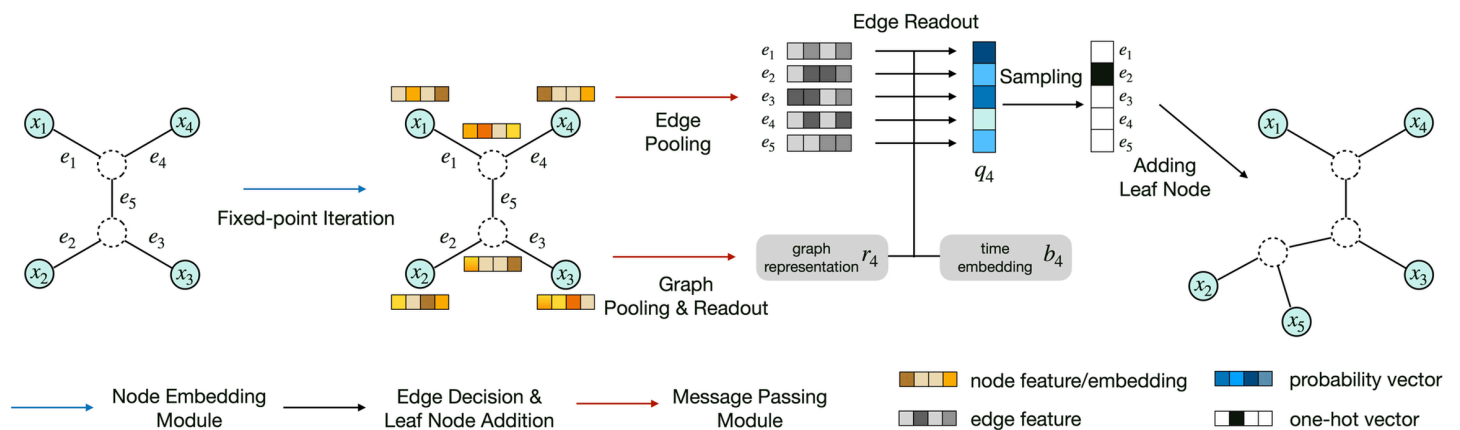 x1
x4
e1
e4
e5
e2
e3
x2
x3
Fixed-point Iteration
x1
x4
e1
e4
e5
e2
e3
x2
x3
Edge
Pooling
Graph
Pooling & Readout
Edge Readout
e1
e2
e3
e4
e5
q4
graph
representation r4
time
embedding b4
Sampling
e1
e2
e3
e4
e5
Adding
Leaf Node
x1
x4
x2
x3
x5
Node Embedding
Module
Edge Decision &
Leaf Node Addition
Message Passing
Module
node feature/embedding
edge feature
probability vector
one-hot vector